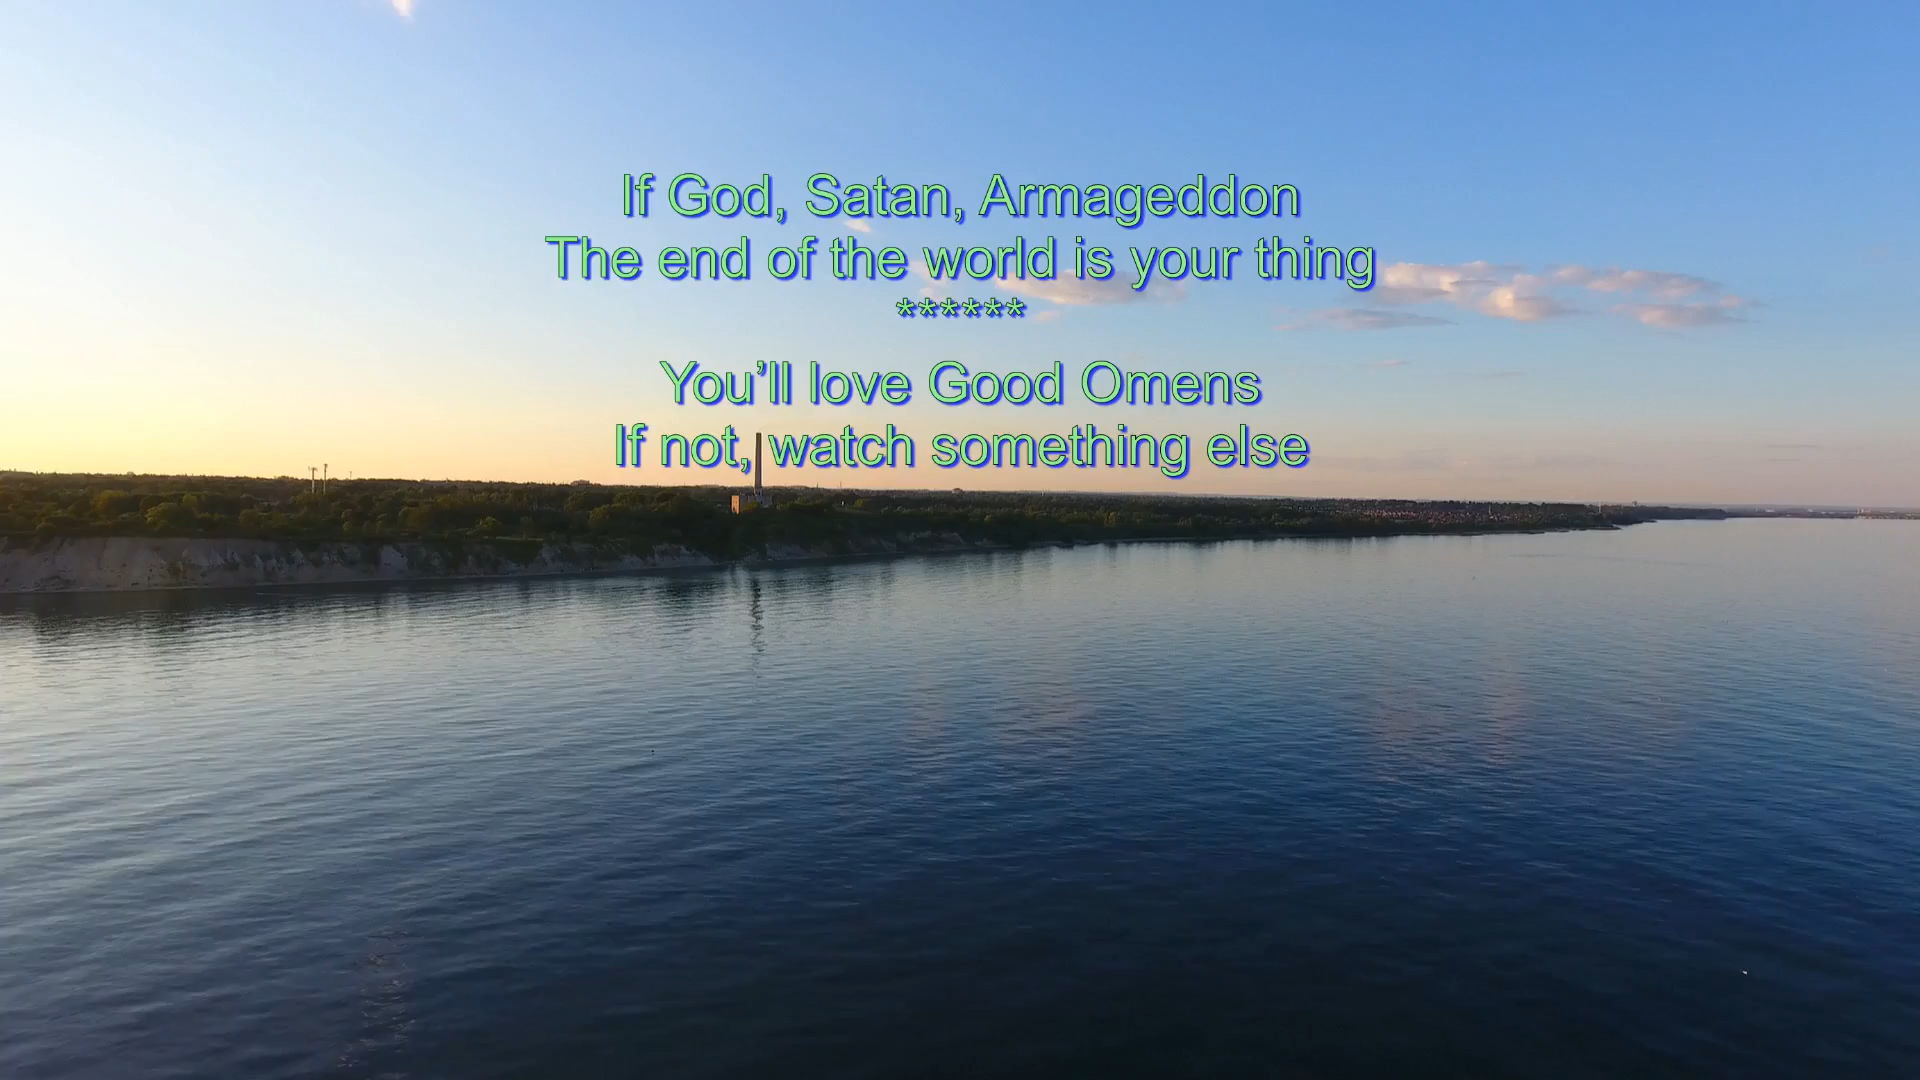 If God, Satan, Armageddon
The end of the world is your thing
******
You’ll love Good Omens
If not, watch something else